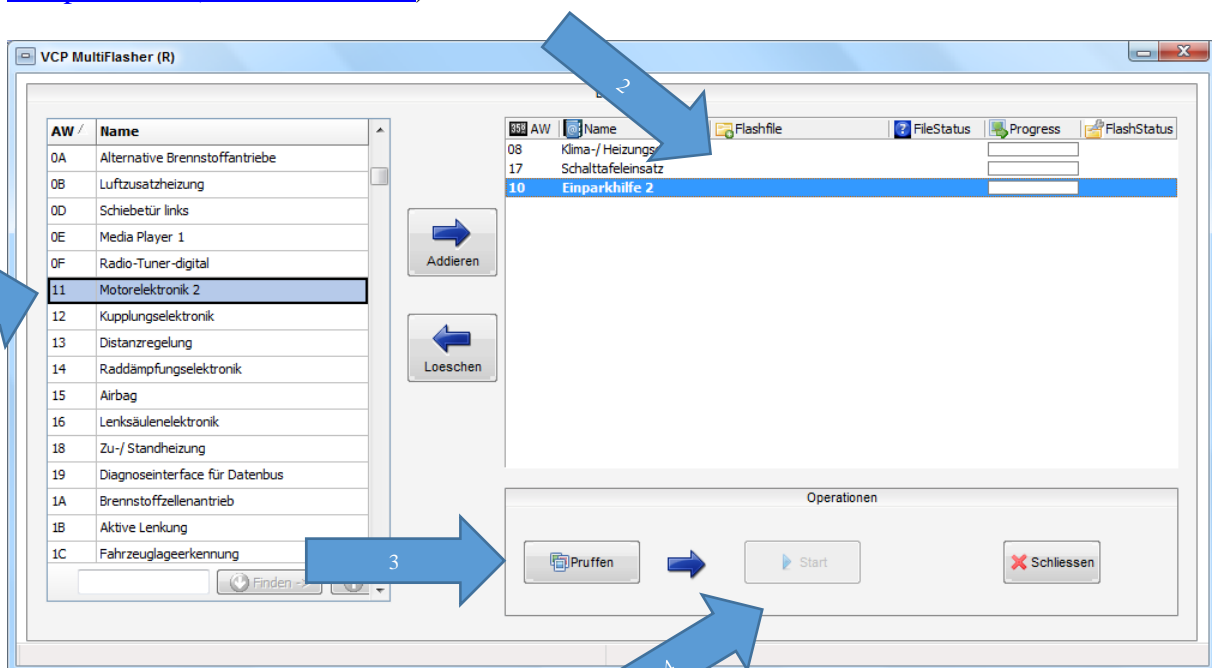 VCP MultiFlasher (R)
AW Name
0A Alternative Brennstoffantriebe
0B Luftzusatzheizung
0D Schiebetür links
0E Media Player 1
0F Radio-Tuner-digital
11 Motorelektronik 2
12 Kupplungselektronik
13 Distanzregelung
14 Raddämpfungselektronik
15 Airbag
16 Lenksäulenelektronik
18 Zu-/ Standheizung
19 Diagnoseinterface für Datenbus
1A Brennstoffzellenantrieb
1B Aktive Lenkung
1C Fahrzeuglageerkennung
Finden ->
Addieren
Loeschen
2
AW Name Flashfile FileStatus Progress FlashStatus
08 Klima-/
17 Schalttafeleinsatz
10 Einparkhilfe 2
Operationen
3
Pruffen
Start
Schliessen